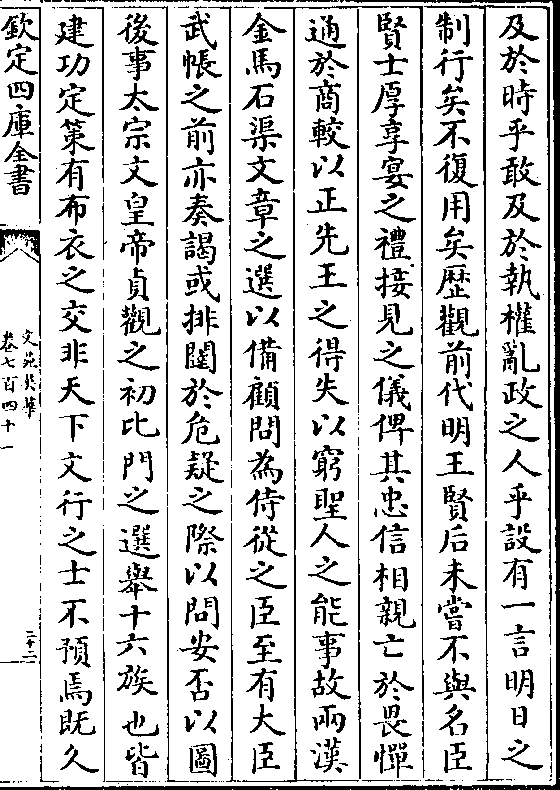 及於時乎敢及於執權亂政之人乎設有一言明日之
制行矣不復用矣歴觀前代明王賢后未嘗不與名臣
賢士厚享宴之禮接見之儀俾其忠信相親亡於畏憚
通於商較以正先王之得失以窮聖人之能事故兩漢
金馬石渠文章之選以備顧問為侍從之臣至有大臣
武帳之前亦奏謁或排闥於危疑之際以問安否以圖
後事太宗文皇帝貞觀之初比門之選舉十六族也皆
建功定策有布衣之交非天下文行之士不預焉既久
欽定四庫全書
文苑英華
卷七百四十一
二十二